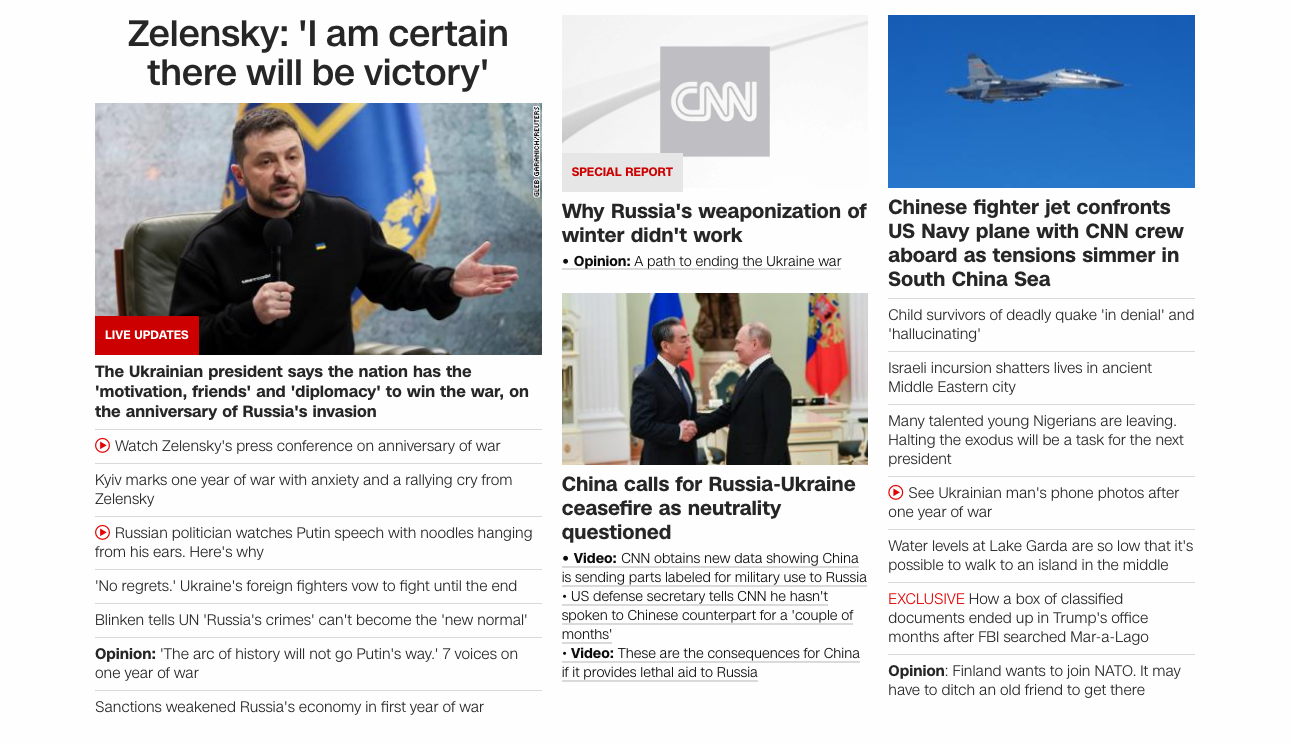 Zelensky: 'I am certain
there will be victory'
GLEB GARANICH/REUTERS
LIVE UPDATES
The Ukrainian president says the nation has the
'motivation, friends' and 'diplomacy' to win the war, on
the anniversary of Russia's invasion
Watch Zelensky's press conference on anniversary of war
Kyiv marks one year of war with anxiety and a rallying cry from
Zelensky
Russian politician watches Putin speech with noodles hanging
from his ears. Here's why
'No regrets.' Ukraine's foreign fighters vow to fight until the end
Blinken tells UN 'Russia's crimes' can't become the 'new normal'
Opinion: 'The arc of history will not go Putin's way.' 7 voices on
one year of war
Sanctions weakened Russia's economy in first year of war
CNN
SPECIAL REPORT
Why Russia's weaponization of
winter didn't work
• Opinion: A path to ending the Ukraine war
China calls for Russia-Ukraine
ceasefire as neutrality
questioned
• Video: CNN obtains new data showing China
is sending parts labeled for military use to Russia
• US defense secretary tells CNN he hasn't
spoken to Chinese counterpart for a 'couple of
months'
• Video: These are the consequences for China
if it provides lethal aid to Russia
Chinese fighter jet confronts
US Navy plane with CNN crew
aboard as tensions simmer in
South China Sea
Child survivors of deadly quake 'in denial' and
'hallucinating'
Israeli incursion shatters lives in ancient
Middle Eastern city
Many talented young Nigerians are leaving.
Halting the exodus will be a task for the next
president
See Ukrainian man's phone photos after
one year of war
Water levels at Lake Garda are so low that it's
possible to walk to an island in the middle
EXCLUSIVE How a box of classified
documents ended up in Trump's office
months after FBI searched Mar-a-Lago
Opinion: Finland wants to join NATO. It may
have to ditch an old friend to get there